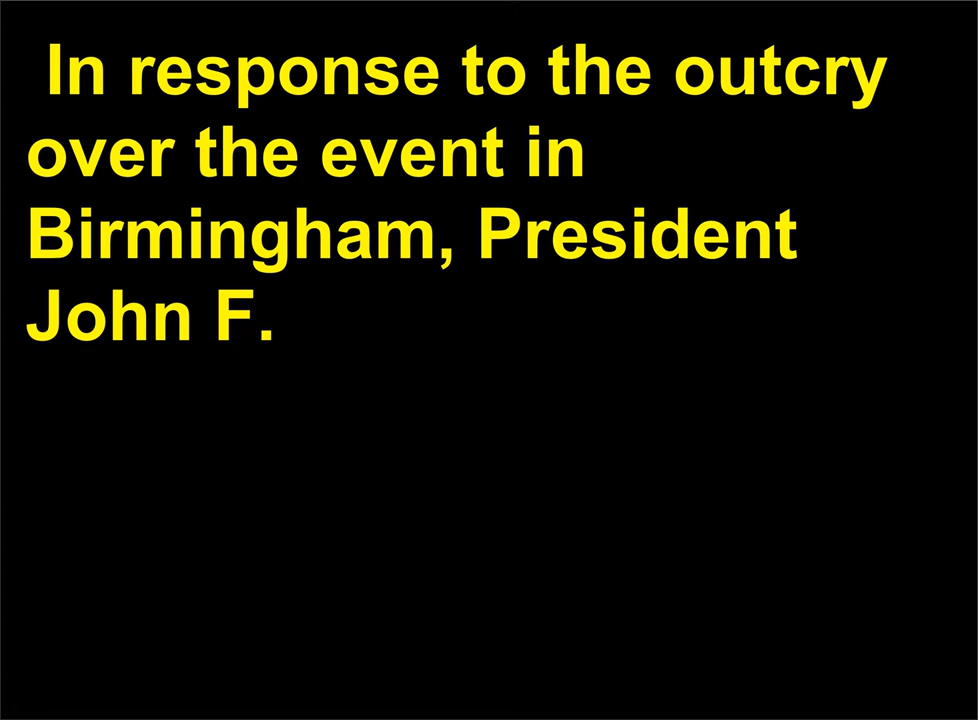 In response to the outcry
over the event in
Birmingham, President
John F.